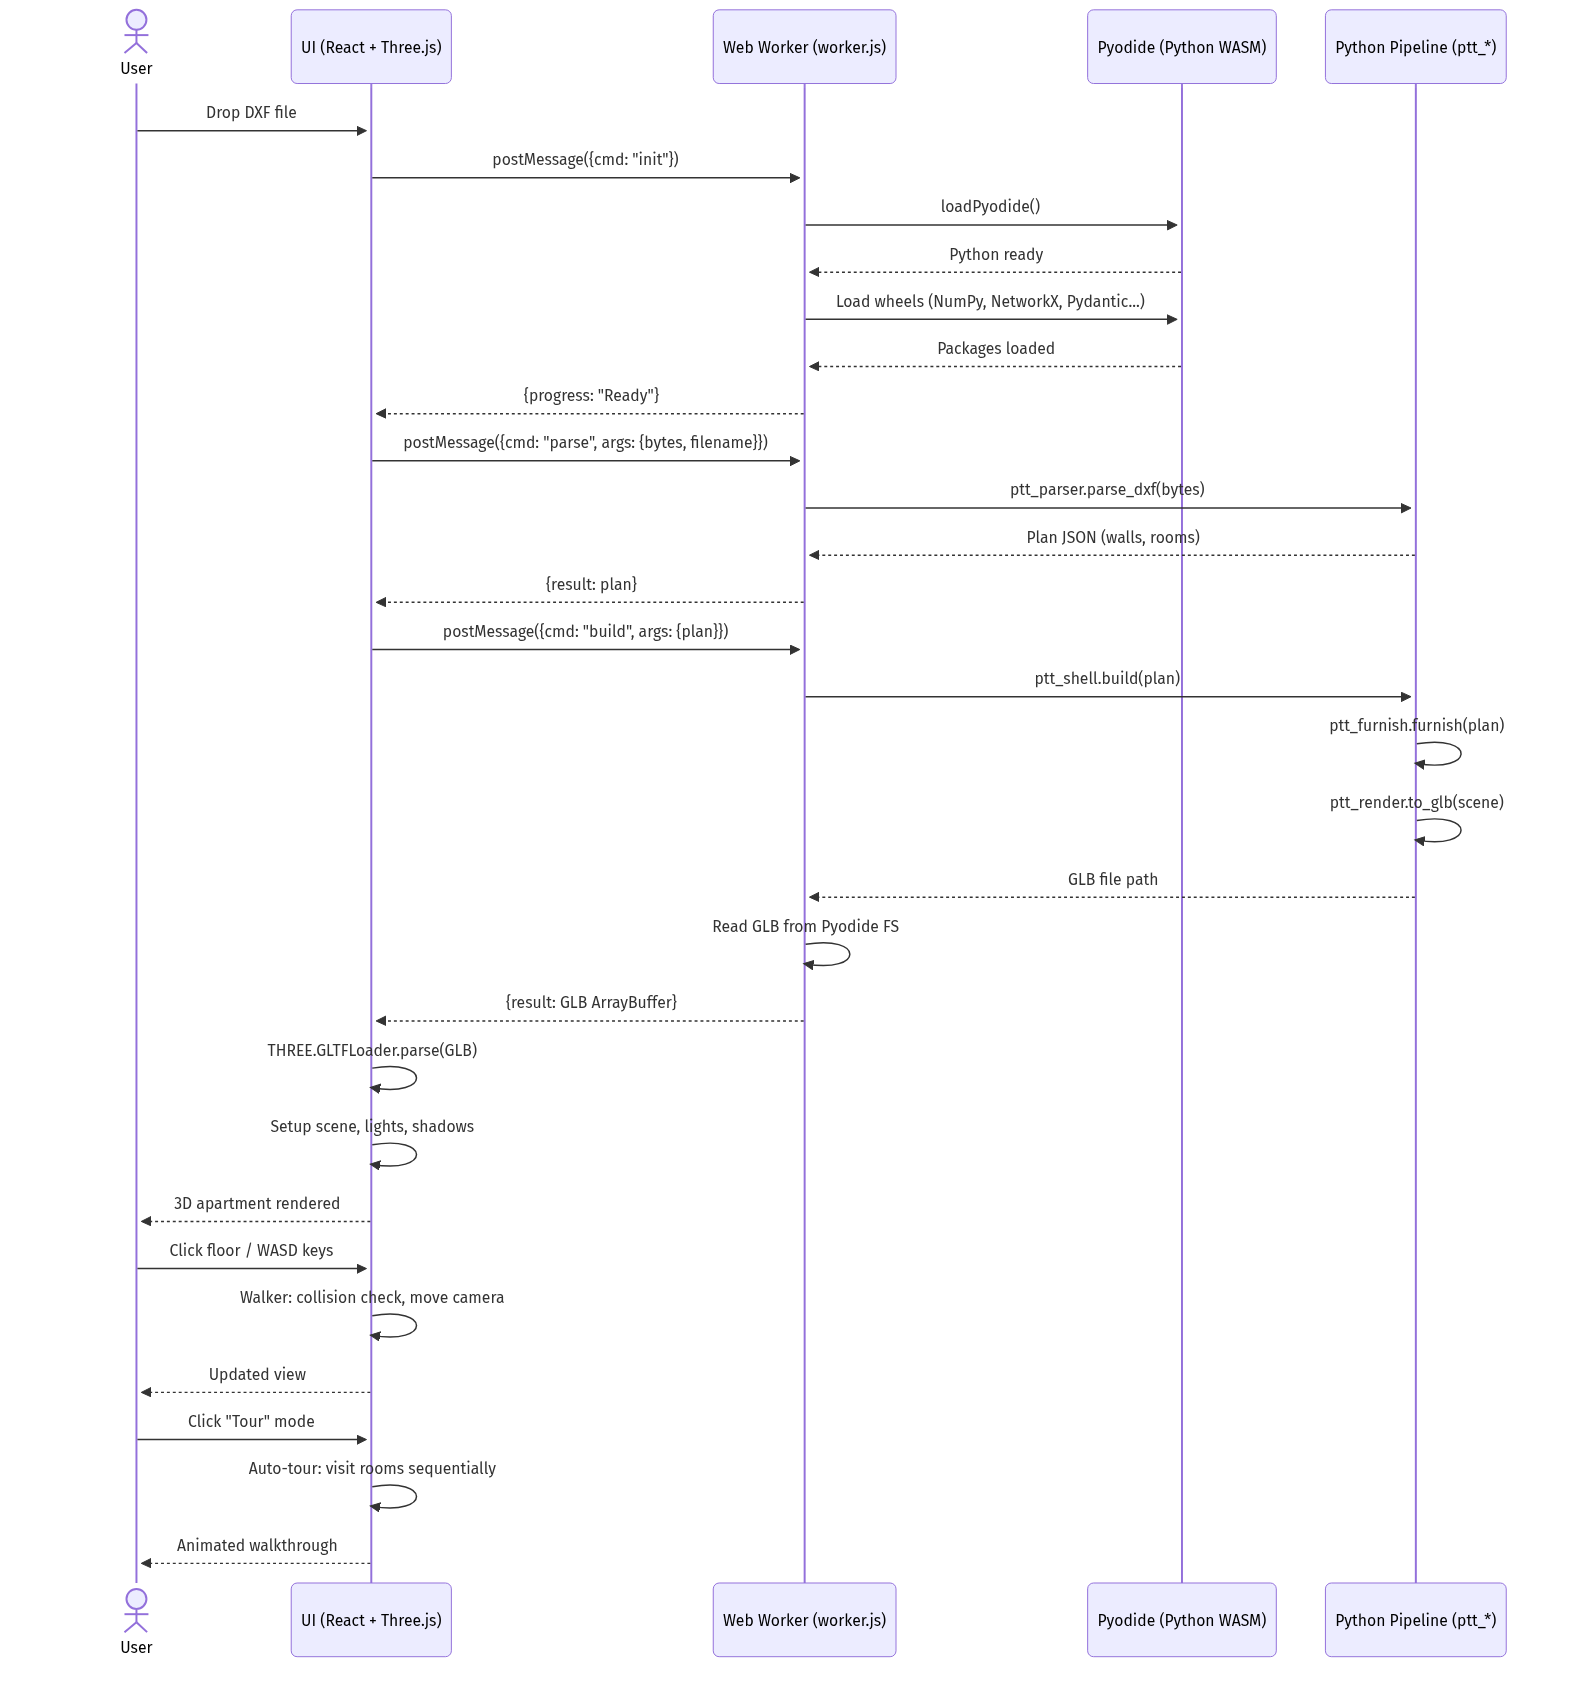 User
UI (React + Three.js)
Web Worker (worker.js)
Pyodide (Python WASM)
Python Pipeline (ptt_*)
Drop DXF file
postMessage({cmd: "init"})
loadPyodide()
Python ready
Load wheels (NumPy, NetworkX, Pydantic...)
Packages loaded
{progress: "Ready"}
postMessage({cmd: "parse", args: {bytes, filename}})
ptt_parser.parse_dxf(bytes)
Plan JSON (walls, rooms)
{result: plan}
postMessage({cmd: "build", args: {plan}})
ptt_shell.build(plan)
ptt_furnish.furnish(plan)
ptt_render.to_glb(scene)
GLB file path
Read GLB from Pyodide FS
{result: GLB ArrayBuffer}
THREE.GLTFLoader.parse(GLB)
Setup scene, lights, shadows
3D apartment rendered
Click floor / WASD keys
Walker: collision check, move camera
Updated view
Click "Tour" mode
Auto-tour: visit rooms sequentially
Animated walkthrough
User
UI (React + Three.js)
Web Worker (worker.js)
Pyodide (Python WASM)
Python Pipeline (ptt_*)